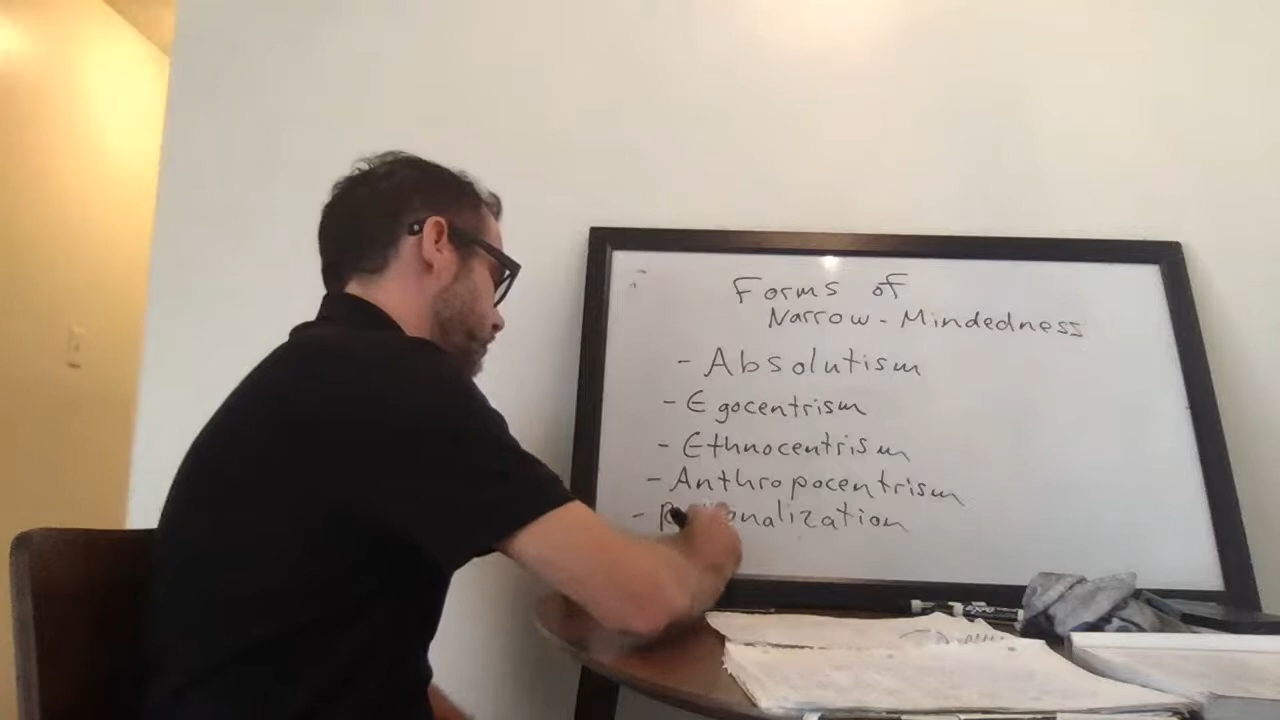 Forms of
Narrow-Mindedness
- Absolutism
- Egocentrism
- Ethnocentrism
- Anthropocentrism